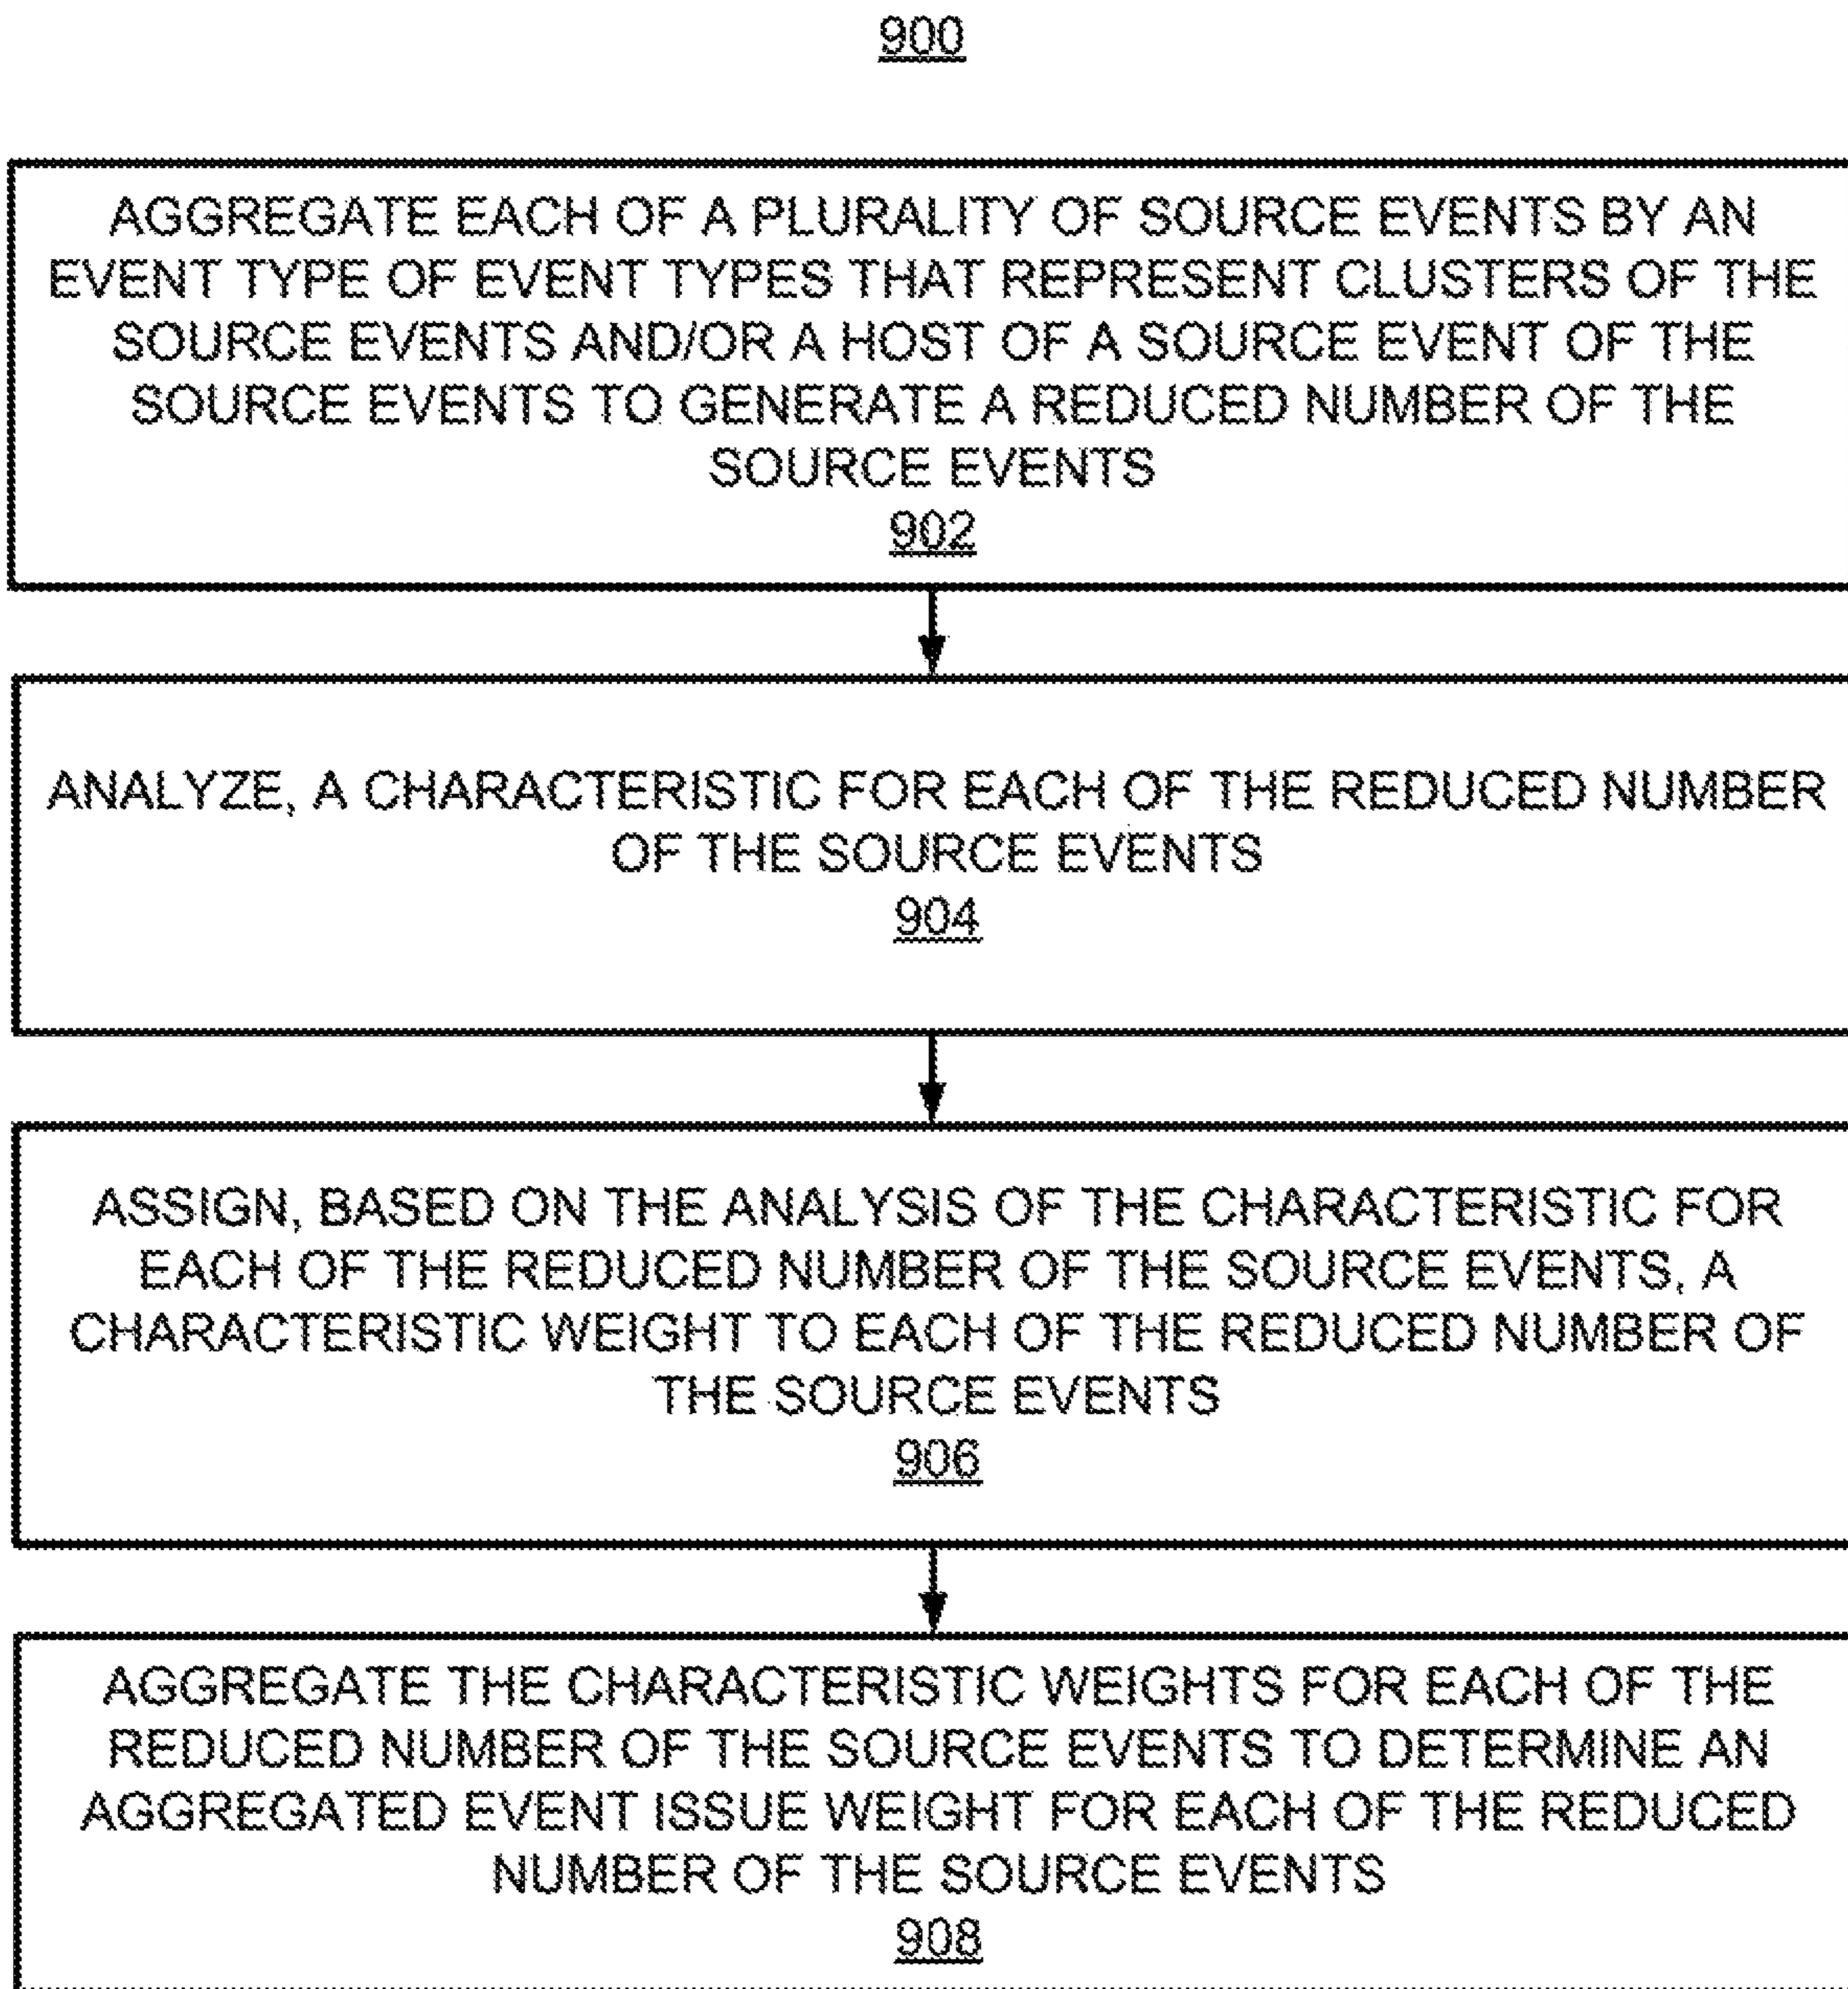 900
AGGREGATE EACH OF A PLURALITY OF SOURCE EVENTS BY AN
EVENT TYPE OF EVENT TYPES THAT REPRESENT CLUSTERS OF THE
SOURCE EVENTS AND/OR A HOST OF A SOURCE EVENT OF THE
SOURCE EVENTS TO GENERATE A REDUCED NUMBER OF THE
SOURCE EVENTS
902
ANALYZE, A CHARACTERISTIC FOR EACH OF THE REDUCED NUMBER
OF THE SOURCE EVENTS
904
ASSIGN, BASED ON THE ANALYSIS OF THE CHARACTERISTIC FOR
EACH OF THE REDUCED NUMBER OF THE SOURCE EVENTS, A
CHARACTERISTIC WEIGHT TO EACH OF THE REDUCED NUMBER OF
THE SOURCE EVENTS
906
AGGREGATE THE CHARACTERISTIC WEIGHTS FOR EACH OF THE
REDUCED NUMBER OF THE SOURCE EVENTS TO DETERMINE AN
AGGREGATED EVENT ISSUE WEIGHT FOR EACH OF THE REDUCED
NUMBER OF THE SOURCE EVENTS
908